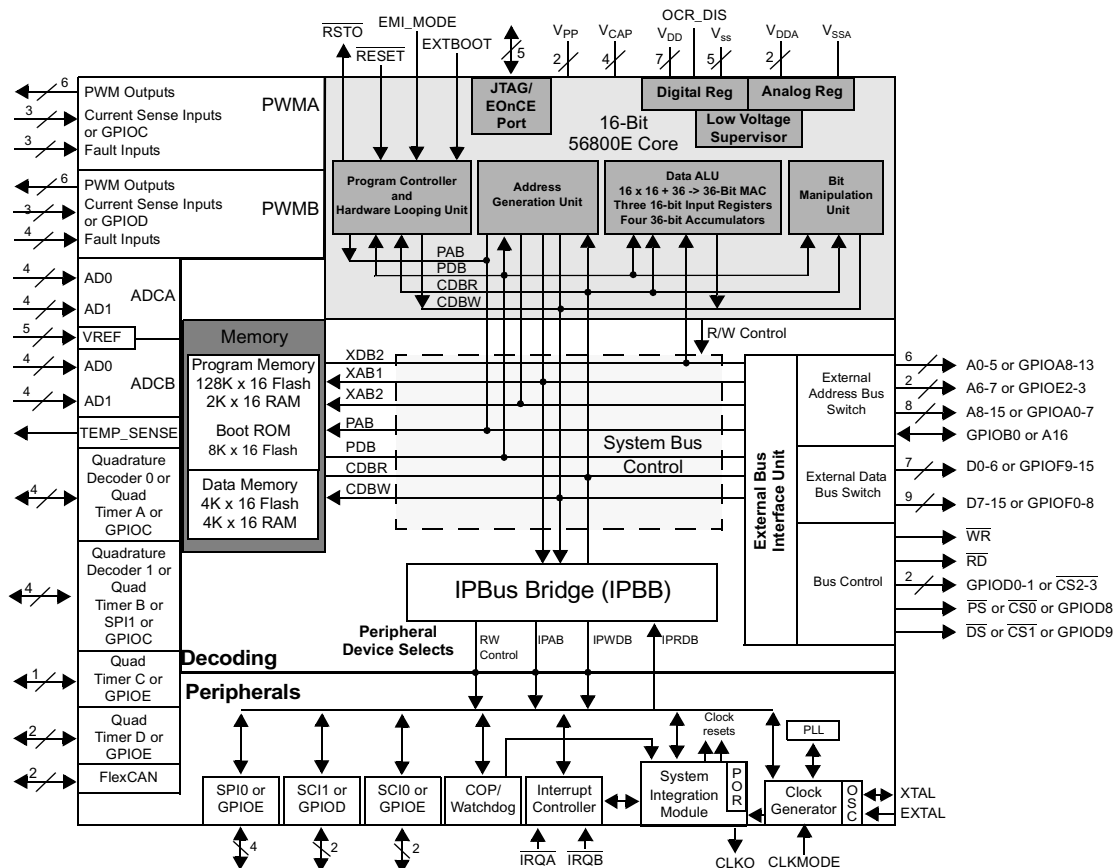 RSTO
EMI_MODE
RESET
EXTBOOT
5
VPP
2
VCAP
4
OCR_DIS
VDD
7
Vss
5
VDDA
2
VSSA
6
PWM Outputs
3
Current Sense Inputs
or GPIOC
3
Fault Inputs
PWMA
6
PWM Outputs
3
Current Sense Inputs
or GPIOD
4
Fault Inputs
PWMB
4
AD0
ADCA
4
AD1
5
VREF
4
AD0
ADCB
4
AD1
TEMP_SENSE
4
Quadrature
Decoder 0 or
Quad
Timer A or
GPIOC
4
Quadrature
Decoder 1 or
Quad
Timer B or
SPI1 or
GPIOC
1
Quad
Timer C or
GPIOE
2
Quad
Timer D or
GPIOE
2
FlexCAN
JTAG/
EOnCE
Port
Digital Reg
Analog Reg
Low Voltage
Supervisor
16-Bit
56800E Core
Program Controller
and
Hardware Looping Unit
Address
Generation Unit
Data ALU
16 x 16 + 36 -> 36-Bit MAC
Three 16-bit Input Registers
Four 36-bit Accumulators
Bit
Manipulation
Unit
PAB
PDB
CDBR
CDBW
R/W Control
Memory
Program Memory
128K x 16 Flash
2K x 16 RAM
Boot ROM
8K x 16 Flash
Data Memory
4K x 16 Flash
4K x 16 RAM
XDB2
XAB1
XAB2
PAB
PDB
CDBR
CDBW
System Bus
Control
External Bus
Interface Unit
External
Address Bus
Switch
External Data
Bus Switch
Bus Control
6
A0-5 or GPIOA8-13
2
A6-7 or GPIOE2-3
8
A8-15 or GPIOA0-7
GPIOB0 or A16
7
D0-6 or GPIOF9-15
9
D7-15 or GPIOF0-8
WR
RD
2
GPIOD0-1 or CS2-3
PS or CS0 or GPIOD8
DS or CS1 or GPIOD9
IPBus Bridge (IPBB)
Peripheral
Device Selects
RW
Control
IPAB
IPWDB
IPRDB
Decoding
Peripherals
Clock
resets
PLL
SPI0 or
GPIOE
SCI1 or
GPIOD
SCI0 or
GPIOE
COP/
Watchdog
Interrupt
Controller
System
Integration
Module
POR
Clock
Generator
OSC
XTAL
EXTAL
4
2
2
IRQA
IRQB
CLKO
CLKMODE